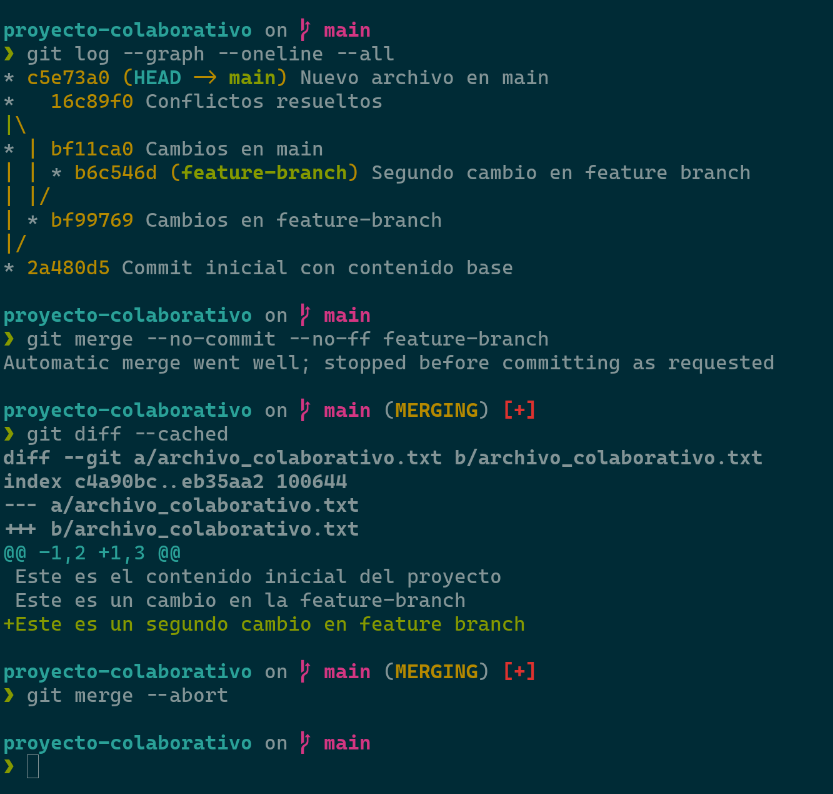 proyecto-colaborativo on main
❯ git log --graph --oneline --all
* c5e73a0 (HEAD -> main) Nuevo archivo en main
*   16c89f0 Conflictos resueltos
|\
* | bf11ca0 Cambios en main
| | * b6c546d (feature-branch) Segundo cambio en feature branch
| |/
| * bf99769 Cambios en feature-branch
|/
* 2a480d5 Commit inicial con contenido base
proyecto-colaborativo on main
❯ git merge --no-commit --no-ff feature-branch
Automatic merge went well; stopped before committing as requested
proyecto-colaborativo on main (MERGING) [+]
❯ git diff --cached
diff --git a/archivo_colaborativo.txt b/archivo_colaborativo.txt
index c4a90bc..eb35aa2 100644
--- a/archivo_colaborativo.txt
+++ b/archivo_colaborativo.txt
@@ -1,2 +1,3 @@
 Este es el contenido inicial del proyecto
 Este es un cambio en la feature-branch
+Este es un segundo cambio en feature branch
proyecto-colaborativo on main (MERGING) [+]
❯ git merge --abort
proyecto-colaborativo on main
❯